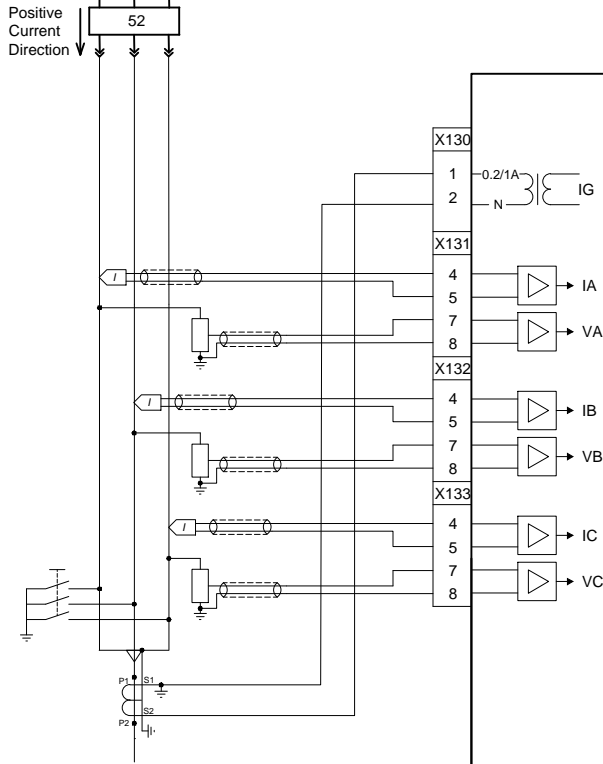 Positive
Current
Direction
52
X130
1
0.2/1A
2
N
IG
X131
4
I
IA
5
7
VA
8
X132
4
I
IB
5
7
VB
8
X133
4
I
IC
5
7
VC
8
P1
S1
S2
P2